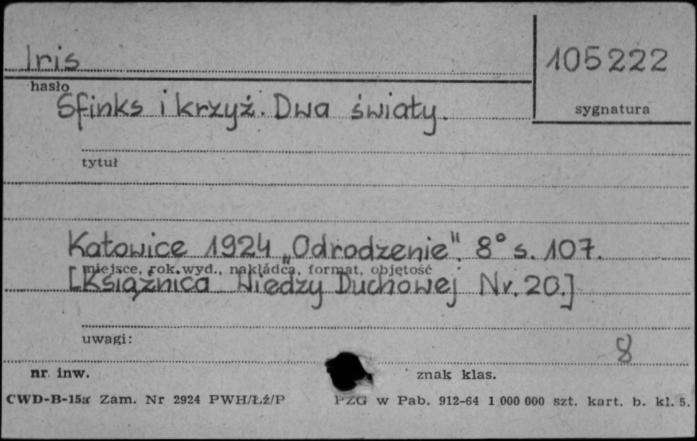 Iris
105222
hasło
Sfinks i krzyż. Dwa światy.
sygnatura
tytuł
Katowice 1924 „Odrodzenie". 8° s. 107.
miejsce, rok wyd., nakładca, format, objętość
[Książnica Wiedzy Duchowej Nr. 20.]
uwagi:
8
nr inw.
znak klas.
CWD-B-15a Zam. Nr 2924 PWH/Łź/P PZG w Pab. 912-64 1 000 000 szt. kart. b. kl. 5.